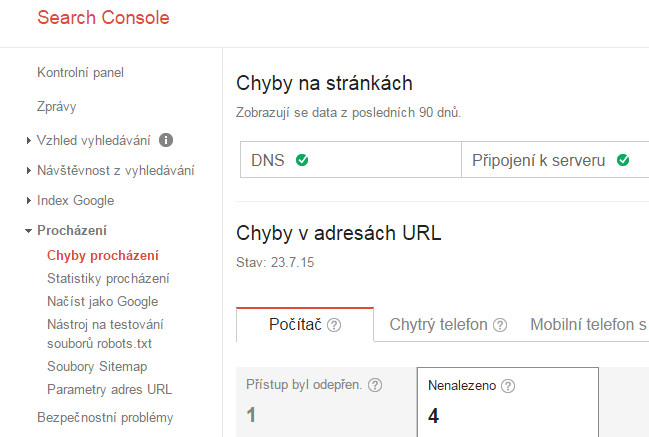 Search Console
Kontrolní panel
Zprávy
Vzhled vyhledávání i
Návštěvnost z vyhledávání
Index Google
Procházení
Chyby procházení
Statistiky procházení
Načíst jako Google
Nástroj na testování
souborů robots.txt
Soubory Sitemap
Parametry adres URL
Bezpečnostní problémy
Chyby na stránkách
Zobrazují se data z posledních 90 dnů.
DNS
Připojení k serveru
Chyby v adresách URL
Stav: 23.7.15
Počítač ?
Chytrý telefon ?
Mobilní telefon s
Přístup byl odepřen. ?
1
Nenalezeno ?
4